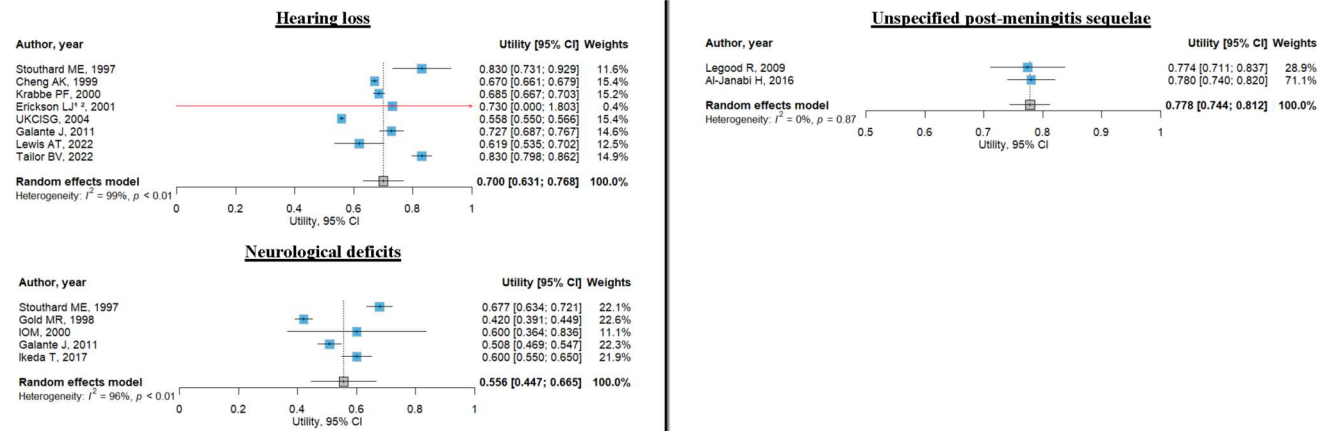 Hearing loss
Author, year Utility [95% CI] Weights
Stouthard ME, 1997 0.830 [0.731; 0.929] 11.6%
Cheng AK, 1999 0.670 [0.661; 0.679] 15.4%
Krabbe PF, 2000 0.685 [0.667; 0.703] 15.2%
Erickson LJ¹ ², 2001 0.730 [0.000; 1.803] 0.4%
UKCISG, 2004 0.558 [0.550; 0.566] 15.4%
Galante J, 2011 0.727 [0.687; 0.767] 14.6%
Lewis AT, 2022 0.619 [0.535; 0.702] 12.5%
Tailor BV, 2022 0.830 [0.798; 0.862] 14.9%
Random effects model 0.700 [0.631; 0.768] 100.0%
Heterogeneity: I² = 99%, p < 0.01
0 0.2 0.4 0.6 0.8 1
Utility, 95% CI
Neurological deficits
Author, year Utility [95% CI] Weights
Stouthard ME, 1997 0.677 [0.634; 0.721] 22.1%
Gold MR, 1998 0.420 [0.391; 0.449] 22.6%
IOM, 2000 0.600 [0.364; 0.836] 11.1%
Galante J, 2011 0.508 [0.469; 0.547] 22.3%
Ikeda T, 2017 0.600 [0.550; 0.650] 21.9%
Random effects model 0.556 [0.447; 0.665] 100.0%
Heterogeneity: I² = 96%, p < 0.01
0 0.2 0.4 0.6 0.8 1
Utility, 95% CI
Unspecified post-meningitis sequelae
Author, year Utility [95% CI] Weights
Legood R, 2009 0.774 [0.711; 0.837] 28.9%
Al-Janabi H, 2016 0.780 [0.740; 0.820] 71.1%
Random effects model 0.778 [0.744; 0.812] 100.0%
Heterogeneity: I² = 0%, p = 0.87
0.5 0.6 0.7 0.8 0.9 1
Utility, 95% CI